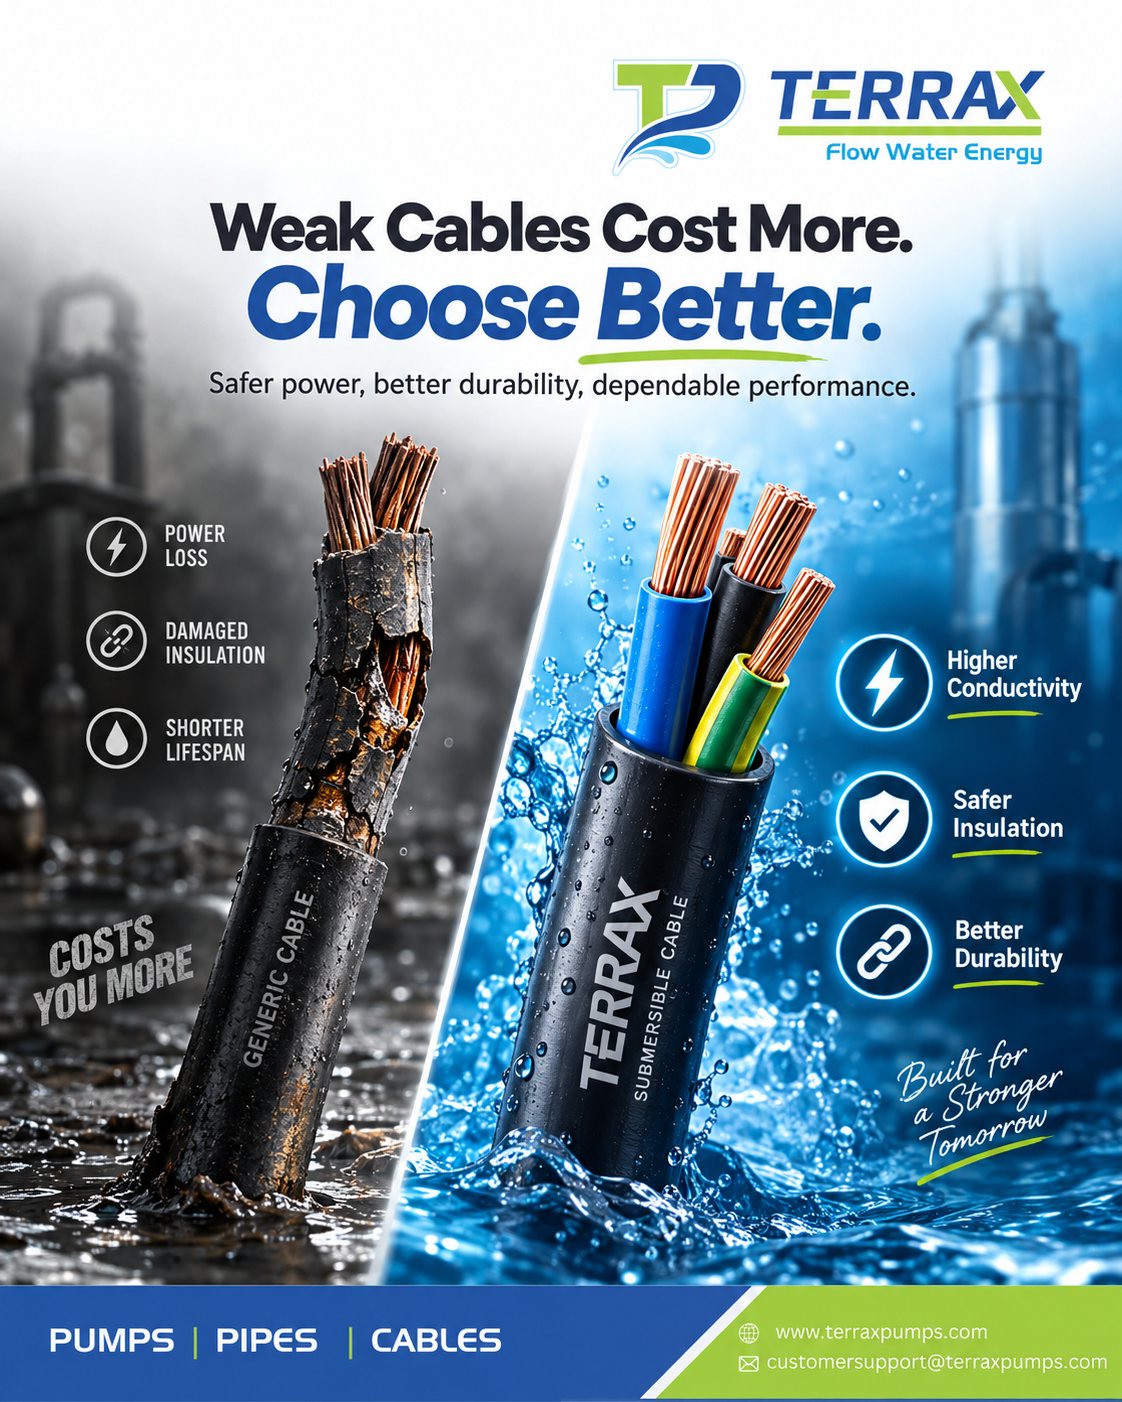 TERRAX
Flow Water Energy
Weak Cables Cost More.
Choose Better.
Safer power, better durability, dependable performance.
POWER
LOSS
DAMAGED
INSULATION
SHORTER
LIFESPAN
COSTS
YOU MORE
GENERIC CABLE
TERRAX
SUBMERSIBLE CABLE
Higher
Conductivity
Safer
Insulation
Better
Durability
Built for
a Stronger
Tomorrow
PUMPS | PIPES | CABLES
www.terraxpumps.com
customersupport@terraxpumps.com